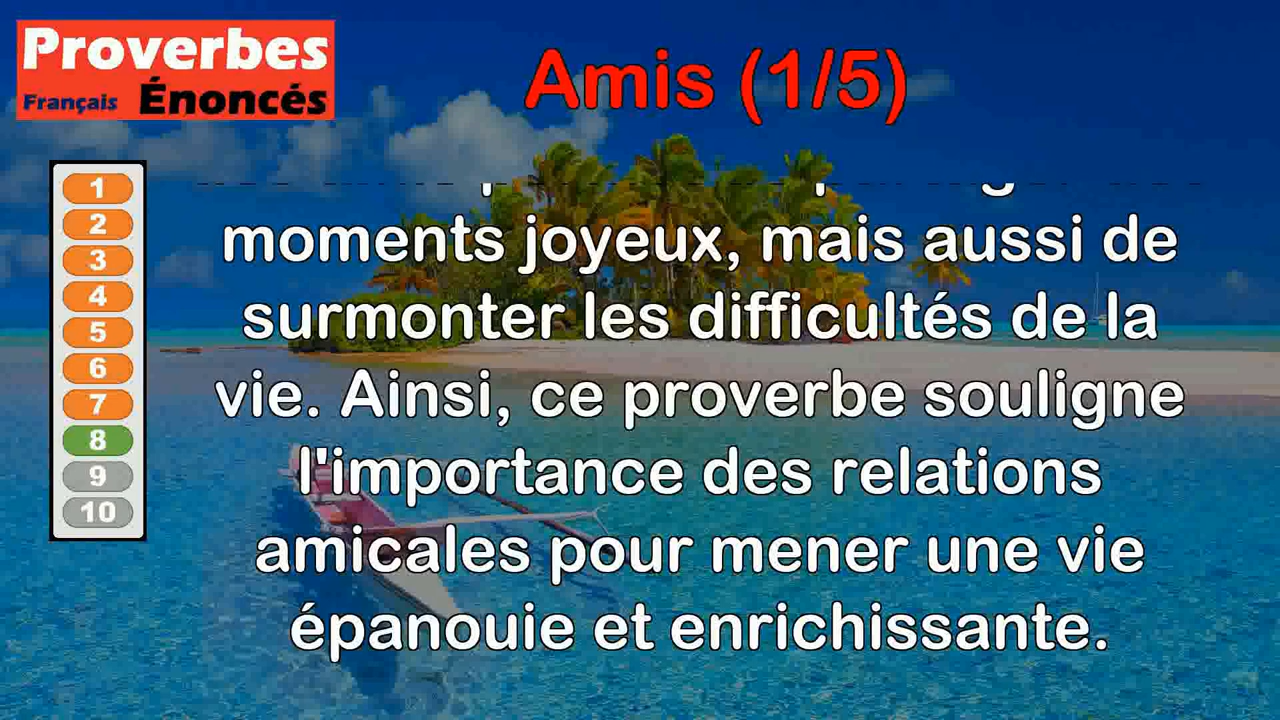 Proverbes
Français Énoncés
Amis (1/5)
1
2
3
4
5
6
7
8
9
10
moments joyeux, mais aussi de
surmonter les difficultés de la
vie. Ainsi, ce proverbe souligne
l'importance des relations
amicales pour mener une vie
épanouie et enrichissante.